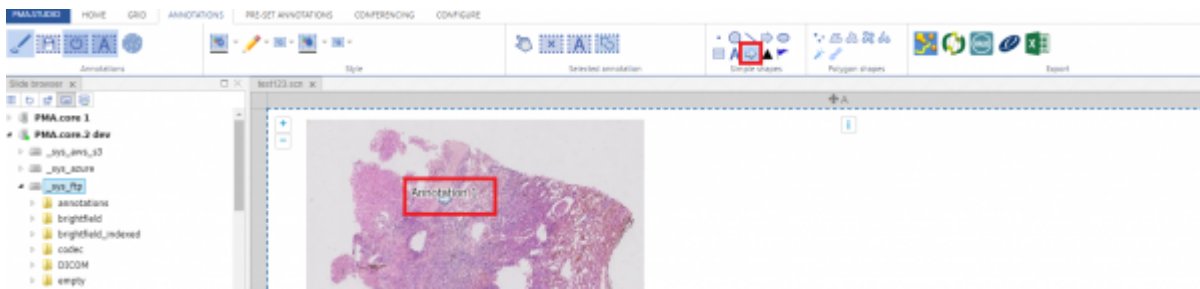 PMA.STUDIO HOME GRID ANNOTATIONS PRE-SET ANNOTATIONS CONFERENCING CONFIGURE
Annotations Style Selected annotation Simple shapes Polygon shapes Export
Slide browser x test123.scn x
A
PMA.core 1
PMA.core.2 dev
_sys_aws_s3
_sys_azure
_sys_ftp
Annotation 1
annotations
brightfield
brightfield_indexed
codec
DICOM
empty